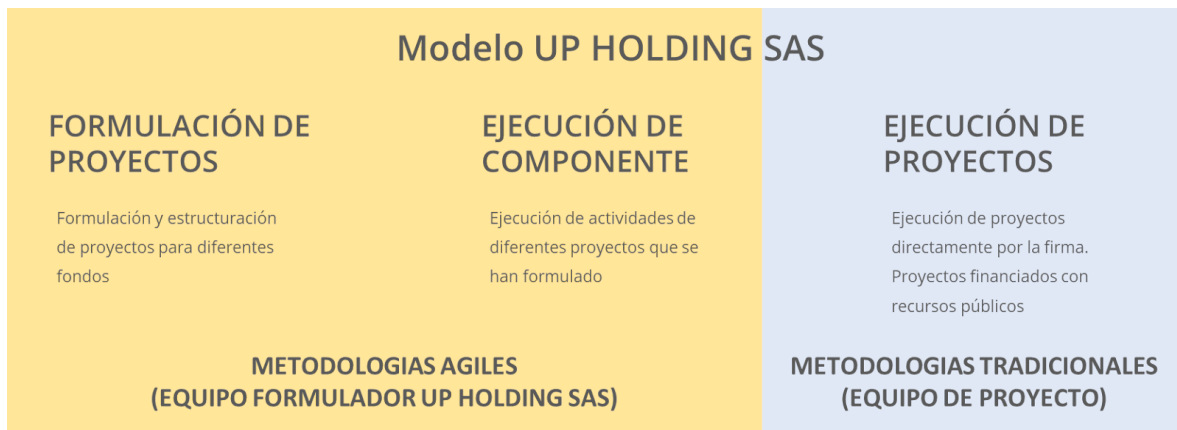 Modelo UP HOLDING SAS
FORMULACIÓN DE
PROYECTOS
Formulación y estructuración
de proyectos para diferentes
fondos
EJECUCIÓN DE
COMPONENTE
Ejecución de actividades de
diferentes proyectos que se
han formulado
EJECUCIÓN DE
PROYECTOS
Ejecución de proyectos
directamente por la firma.
Proyectos financiados con
recursos públicos
METODOLOGIAS AGILES
(EQUIPO FORMULADOR UP HOLDING SAS)
METODOLOGIAS TRADICIONALES
(EQUIPO DE PROYECTO)